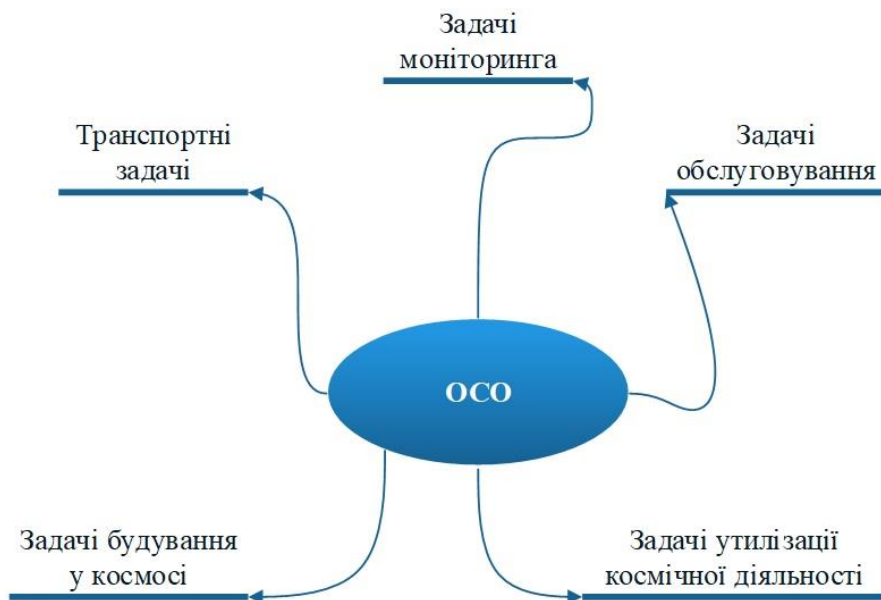 Задачі
моніторинга
Транспортні
задачі
Задачі
обслуговування
ОСО
Задачі будування
у космосі
Задачі утилізації
космічної діяльності